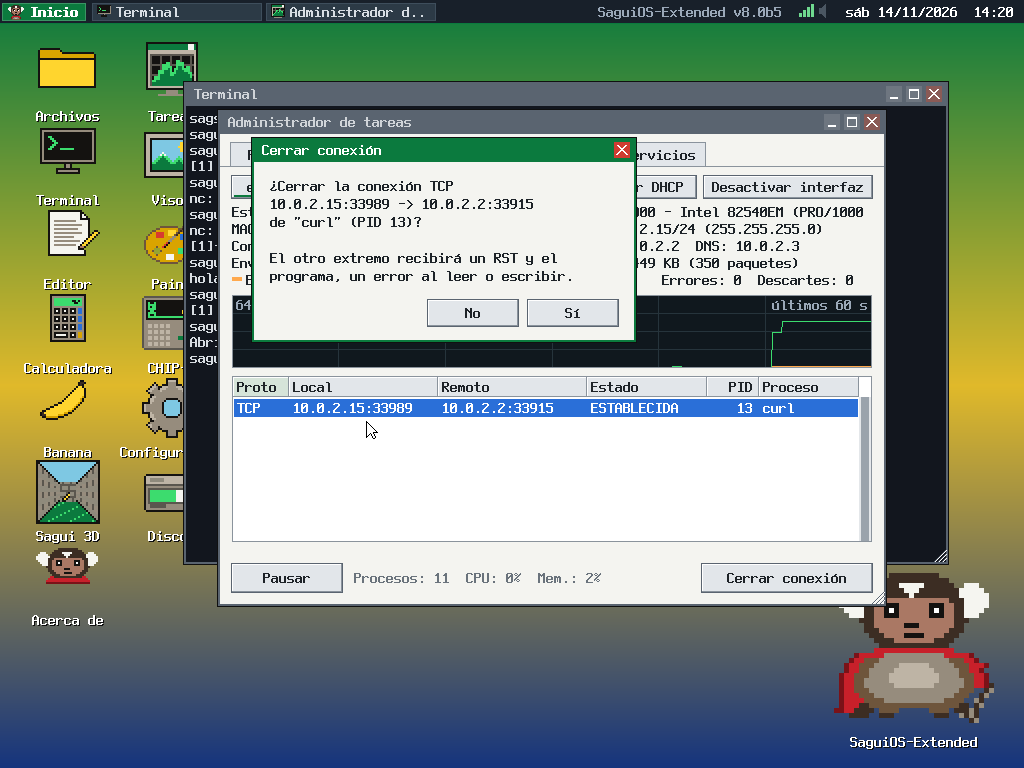 Inicio
Terminal
Administrador d..
SaguiOS-Extended v8.0b5
sáb 14/11/2026
14:20
Archivos
Terminal
Editor
Calculadora
Banana
Sagui 3D
Acerca de
Terminal
nc:
nc:
[1]
Administrador de tareas
ervicios
DHCP
Desactivar interfaz
000 - Intel 82540EM (PRO/1000
2.15/24 (255.255.255.0)
0.2.2  DNS: 10.0.2.3
449 KB (350 paquetes)
Errores: 0  Descartes: 0
64
últimos 60 s
Cerrar conexión
¿Cerrar la conexión TCP
10.0.2.15:33989 -> 10.0.2.2:33915
de "curl" (PID 13)?
El otro extremo recibirá un RST y el
programa, un error al leer o escribir.
No
Sí
Proto
Local
Remoto
Estado
PID
Proceso
TCP
10.0.2.15:33989
10.0.2.2:33915
ESTABLECIDA
13
curl
Pausar
Procesos: 11  CPU: 0%  Mem.: 2%
Cerrar conexión
SaguiOS-Extended